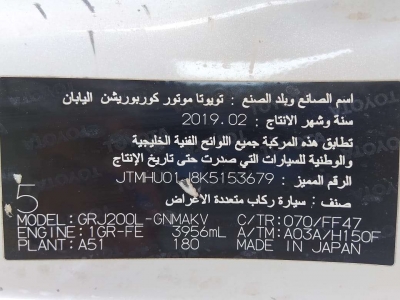 اسم الصانع وبلد الصنع : تويوتا موتور كوربوريشن اليابان
سنة وشهر الانتاج : 2019.02
تطابق هذه المركبة جميع اللوائح الفنية الخليجية
والوطنية للسيارات التي صدرت حتى تاريخ الإنتاج
الرقم المميز : JTMHU01J8K5153679
صنف : سيارة ركاب متعددة الاغراض
5
MODEL: GRJ200L-GNMAKV C/TR: 070/FF47
ENGINE: 1GR-FE 3956mL A/TM: A03A/H150F
PLANT: A51 180 MADE IN JAPAN